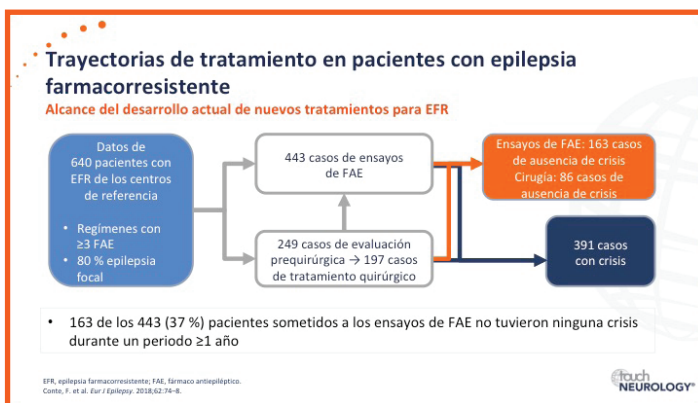 Trayectorias de tratamiento en pacientes con epilepsia
farmacorresistente
Alcance del desarrollo actual de nuevos tratamientos para EFR
Datos de
640 pacientes con
EFR de los centros
de referencia
• Regímenes con
≥3 FAE
• 80 % epilepsia
focal
443 casos de ensayos
de FAE
249 casos de evaluación
prequirúrgica → 197 casos
de tratamiento quirúrgico
Ensayos de FAE: 163 casos
de ausencia de crisis
Cirugía: 86 casos de
ausencia de crisis
391 casos
con crisis
• 163 de los 443 (37 %) pacientes sometidos a los ensayos de FAE no tuvieron ninguna crisis
durante un periodo ≥1 año
EFR, epilepsia farmacorresistente; FAE, fármaco antiepiléptico.
Conte, F. et al. Eur J Epilepsy. 2018;62:74–8.
touch
NEUROLOGY®